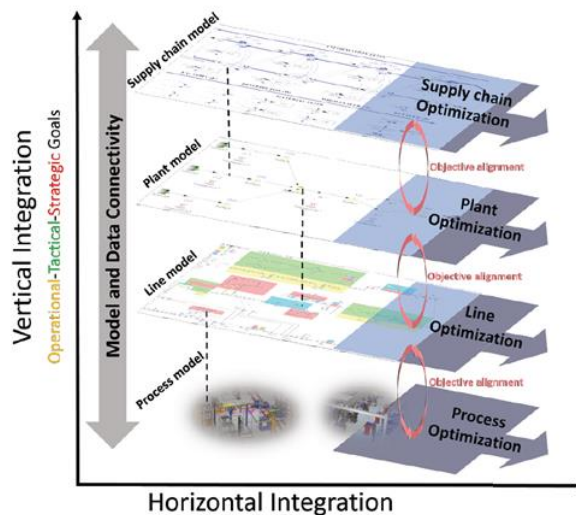 Supply chain model
Supply chain
Optimization
Objective alignment
Plant model
Plant
Optimization
Objective alignment
Line model
Line
Optimization
Objective alignment
Process model
Process
Optimization
Vertical Integration
Operational-Tactical-Strategic Goals
Model and Data Connectivity
Horizontal Integration